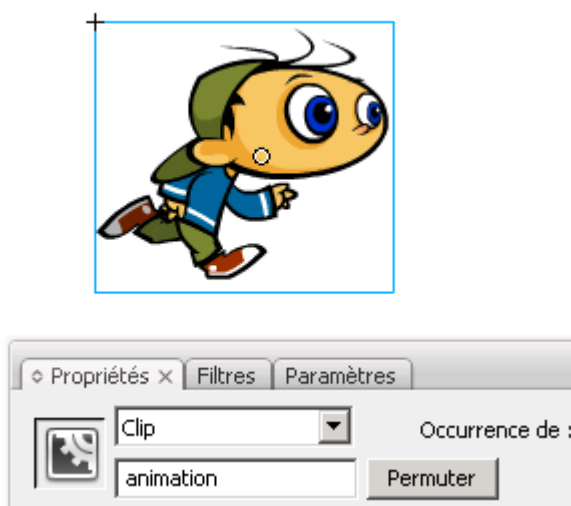 Propriétés Filtres Paramètres
Clip Occurrence de :
animation Permuter